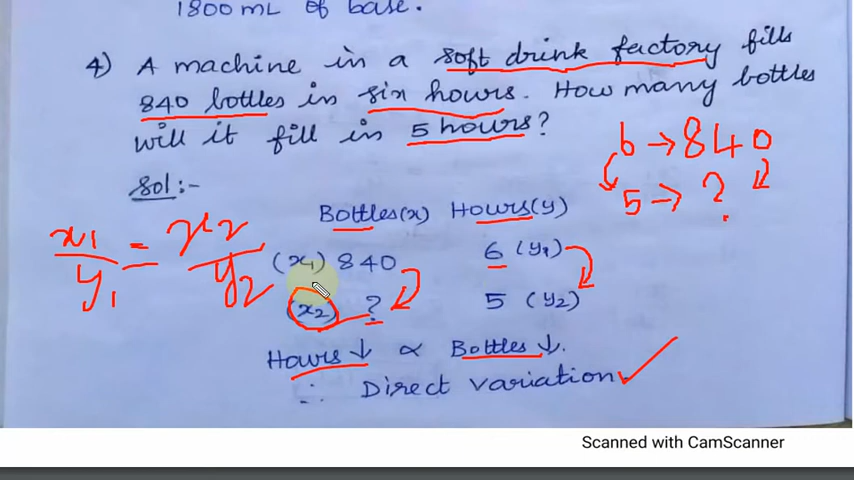 1800 mL of base.
4) A machine in a soft drink factory fills
840 bottles in six hours. How many bottles
will it fill in 5 hours?
6 → 840
5 → ?
Sol:-
Bottles(x) Hours(y)
x1/y1 = x2/y2
(x1) 840 6 (y1)
(x2) ? 5 (y2)
Hours ↓ ∝ Bottles ↓.
∴ Direct variation
Scanned with CamScanner